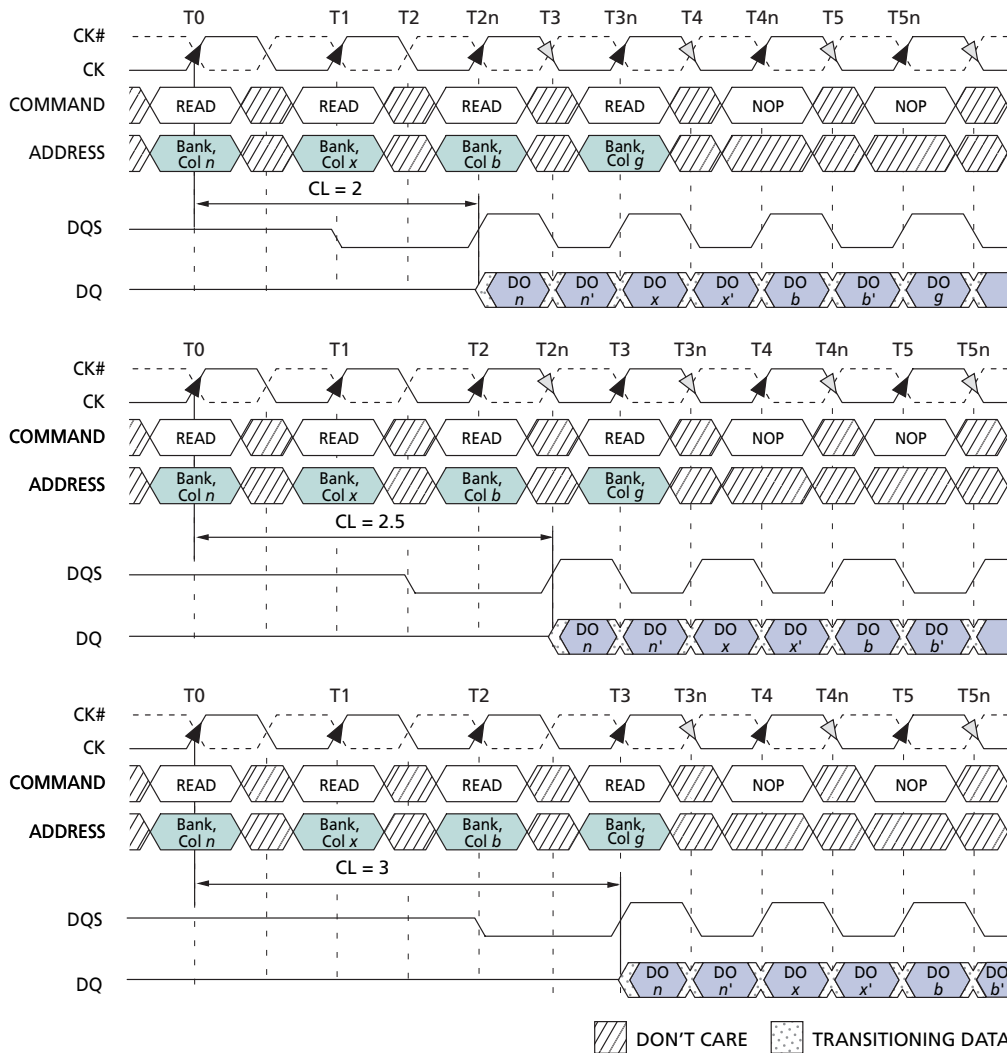 T0 T1 T2 T2n T3 T3n T4 T4n T5 T5n
CK#
CK
COMMAND READ READ READ READ NOP NOP
ADDRESS Bank, Col n Bank, Col x Bank, Col b Bank, Col g
CL = 2
DQS
DQ DO n DO n' DO x DO x' DO b DO b' DO g
T0 T1 T2 T2n T3 T3n T4 T4n T5 T5n
CK#
CK
COMMAND READ READ READ READ NOP NOP
ADDRESS Bank, Col n Bank, Col x Bank, Col b Bank, Col g
CL = 2.5
DQS
DQ DO n DO n' DO x DO x' DO b DO b'
T0 T1 T2 T3 T3n T4 T4n T5 T5n
CK#
CK
COMMAND READ READ READ READ NOP NOP
ADDRESS Bank, Col n Bank, Col x Bank, Col b Bank, Col g
CL = 3
DQS
DQ DO n DO n' DO x DO x' DO b DO b'
DON'T CARE TRANSITIONING DATA